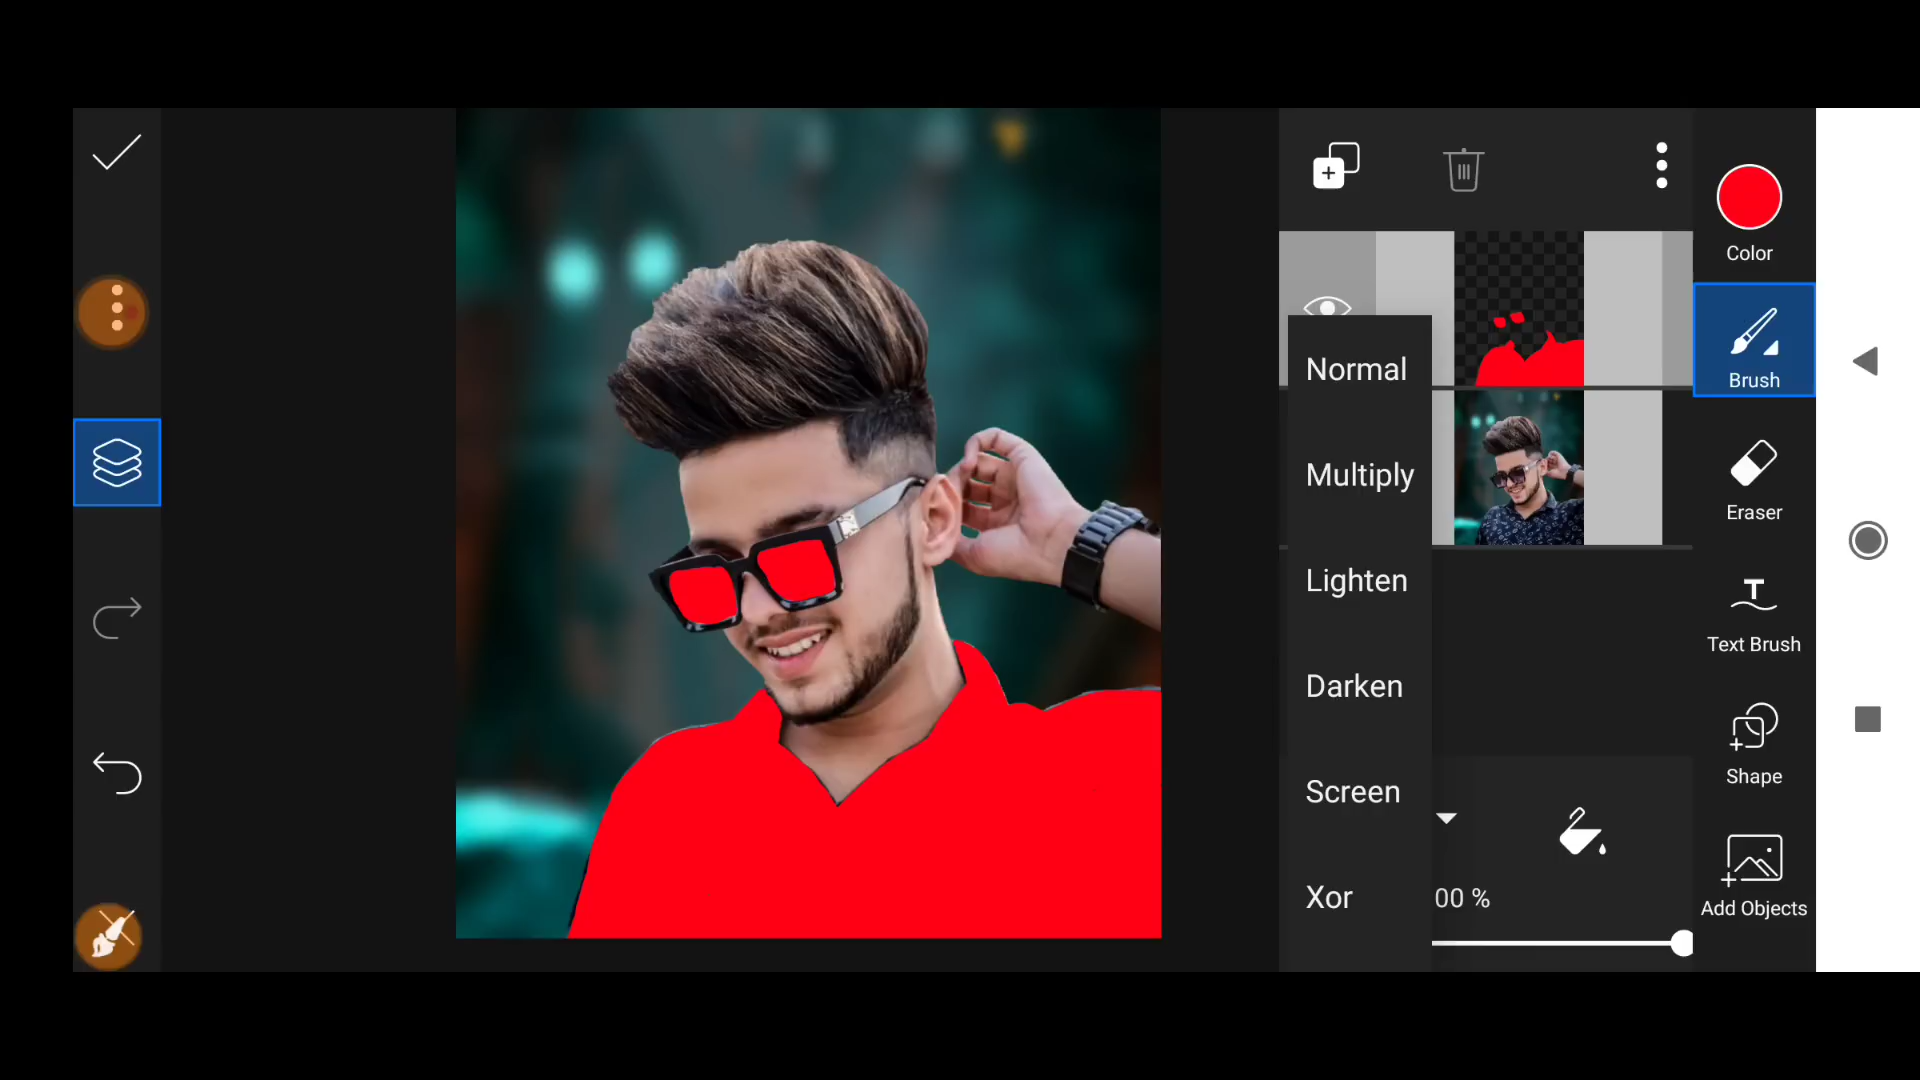 Color
Normal
Brush
Multiply
Eraser
Lighten
Text Brush
Darken
Shape
Screen
Xor
00 %
Add Objects